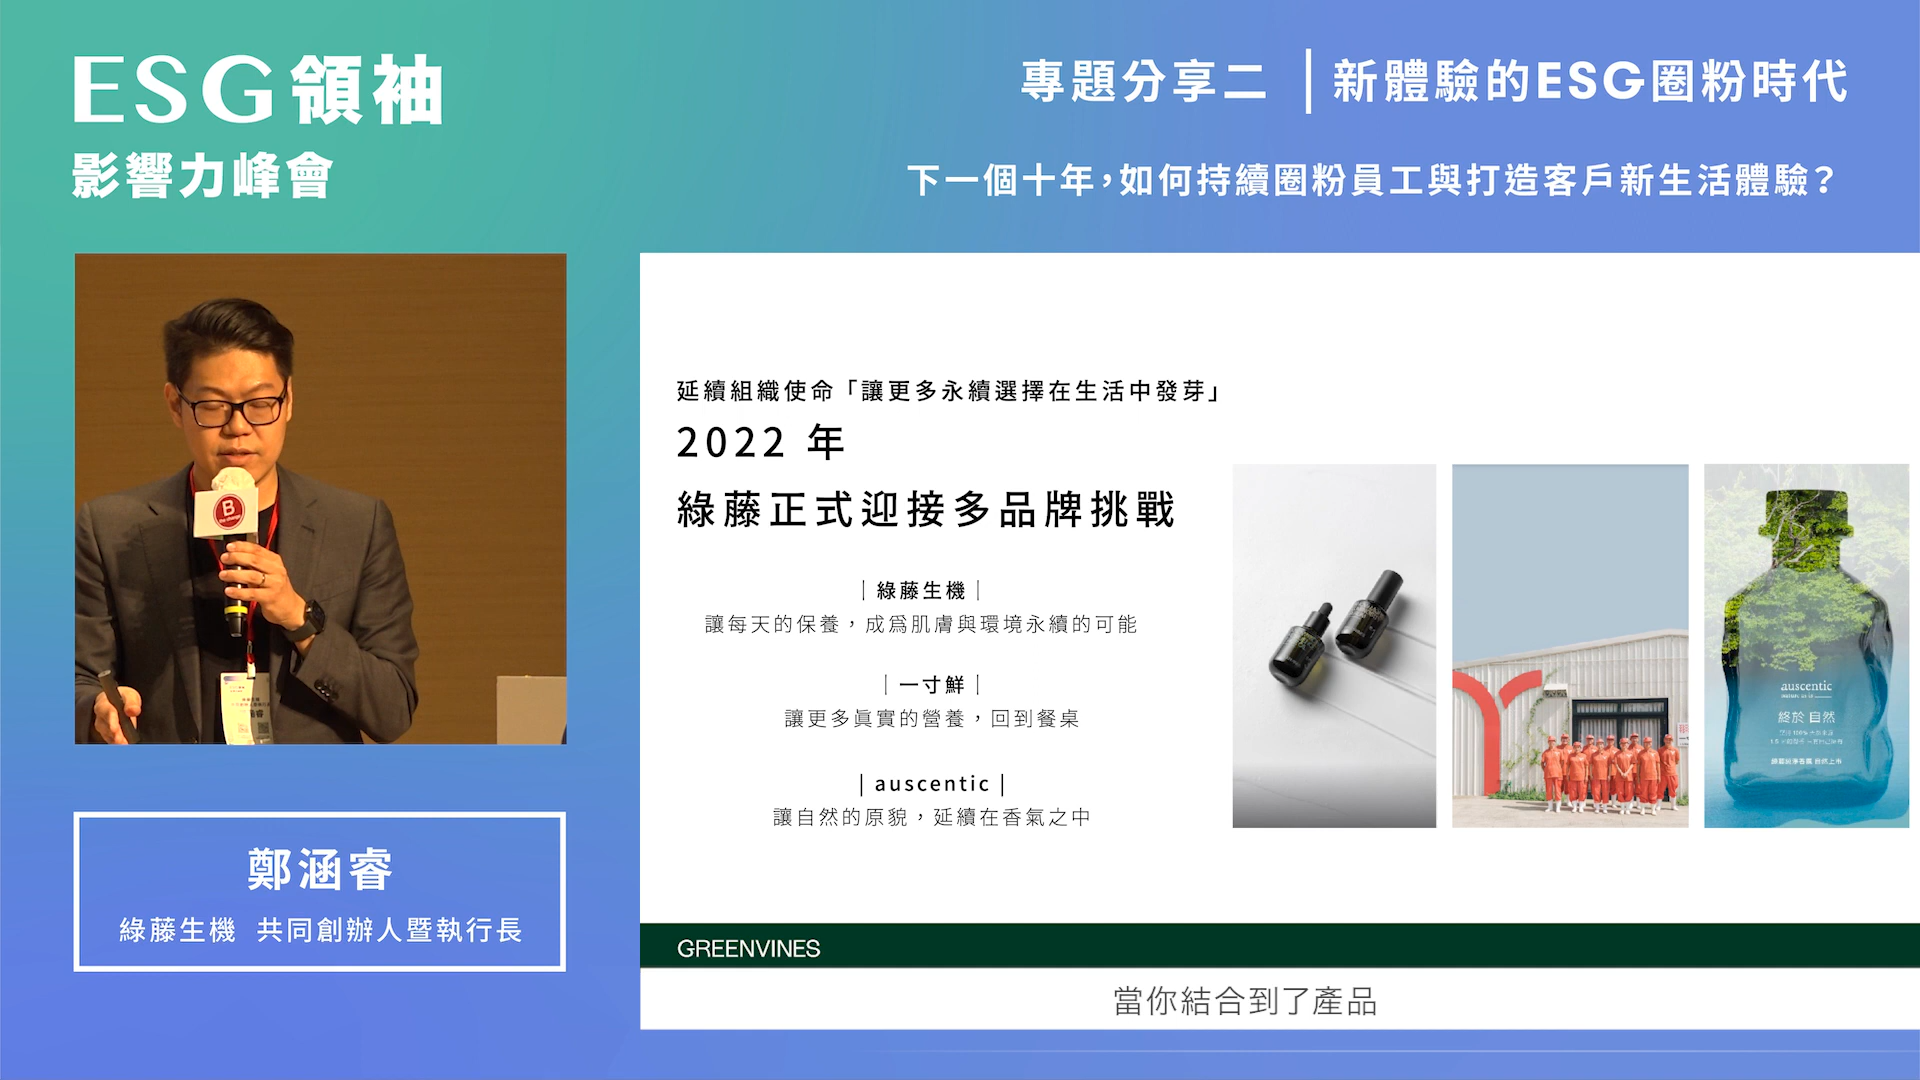 ESG領袖
影響力峰會
專題分享二｜新體驗的ESG圈粉時代
下一個十年，如何持續圈粉員工與打造客戶新生活體驗？
B
鄭涵睿
綠藤生機 共同創辦人暨執行長
延續組織使命「讓更多永續選擇在生活中發芽」
2022 年
綠藤正式迎接多品牌挑戰
｜綠藤生機｜
讓每天的保養，成為肌膚與環境永續的可能
｜一寸鮮｜
讓更多真實的營養，回到餐桌
| auscentic |
讓自然的原貌，延續在香氣之中
auscentic
終於 自然
GREENVINES
當你結合到了產品